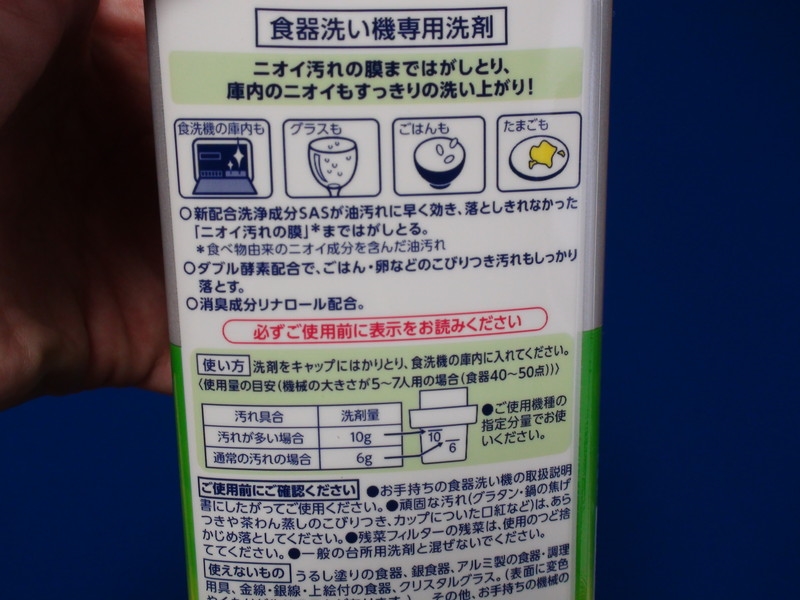 食器洗い機専用洗剤
ニオイ汚れの膜まではがしとり、
庫内のニオイもすっきりの洗い上がり!
食洗機の庫内も
グラスも
ごはんも
たまごも
○新配合洗浄成分SASが油汚れに早く効き、落としきれなかった
「ニオイ汚れの膜」*まではがしとる。
*食べ物由来のニオイ成分を含んだ油汚れ
○ダブル酵素配合で、ごはん・卵などのこびりつき汚れもしっかり
落とす。
○消臭成分リナロール配合。
必ずご使用前に表示をお読みください
使い方 洗剤をキャップにはかりとり、食洗機の庫内に入れてください。
〈使用量の目安(機械の大きさが5~7人用の場合(食器40~50点))〉
汚れ具合 洗剤量
汚れが多い場合 10g
通常の汚れの場合 6g
10
6
●ご使用機種の
指定分量でお使
いください。
ご使用前にご確認ください ●お手持ちの食器洗い機の取扱説明
書にしたがってご使用ください。●頑固な汚れ(グラタン・鍋の焦げ
つきや茶わん蒸しのこびりつき、カップについた口紅など)は、あら
かじめ落としてください。●残菜フィルターの残菜は、使用のつど捨
ててください。●一般の台所用洗剤と混ぜないでください。
使えないもの うるし塗りの食器、銀食器、アルミ製の食器・調理
用具、金線・銀線・上絵付の食器、クリスタルグラス。(表面に変色
その他、お手持ちの機械の